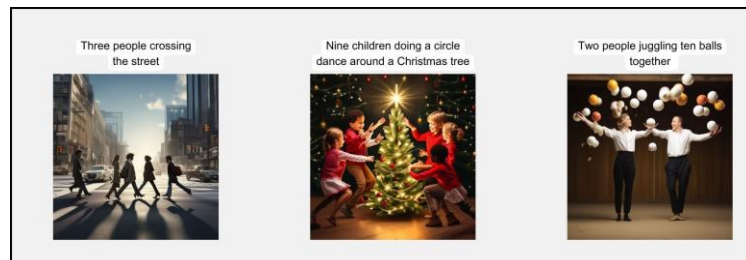 Three people crossing
the street
Nine children doing a circle
dance around a Christmas tree
Two people juggling ten balls
together